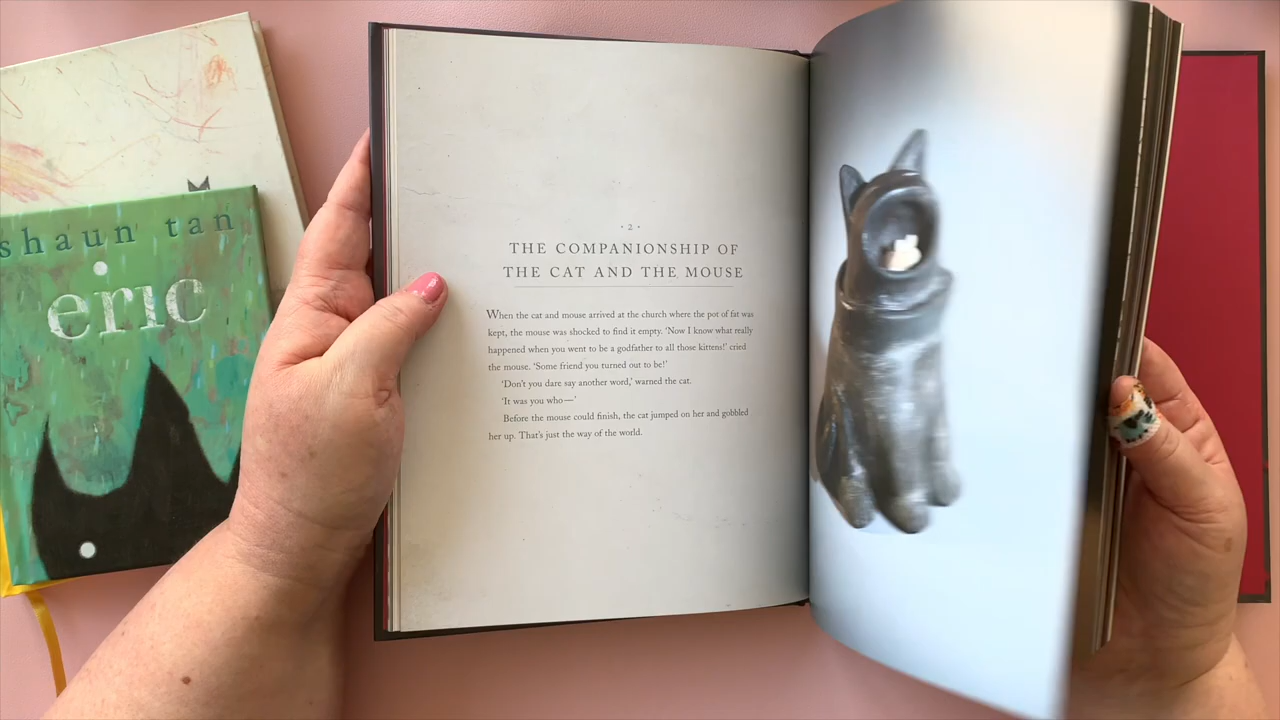 shaun tan
eric
• 2 •
THE COMPANIONSHIP OF
THE CAT AND THE MOUSE
When the cat and mouse arrived at the church where the pot of fat was
kept, the mouse was shocked to find it empty. ‘Now I know what really
happened when you went to be a godfather to all those kittens!’ cried
the mouse. ‘Some friend you turned out to be!’
‘Don’t you dare say another word,’ warned the cat.
‘It was you who—’
Before the mouse could finish, the cat jumped on her and gobbled
her up. That’s just the way of the world.